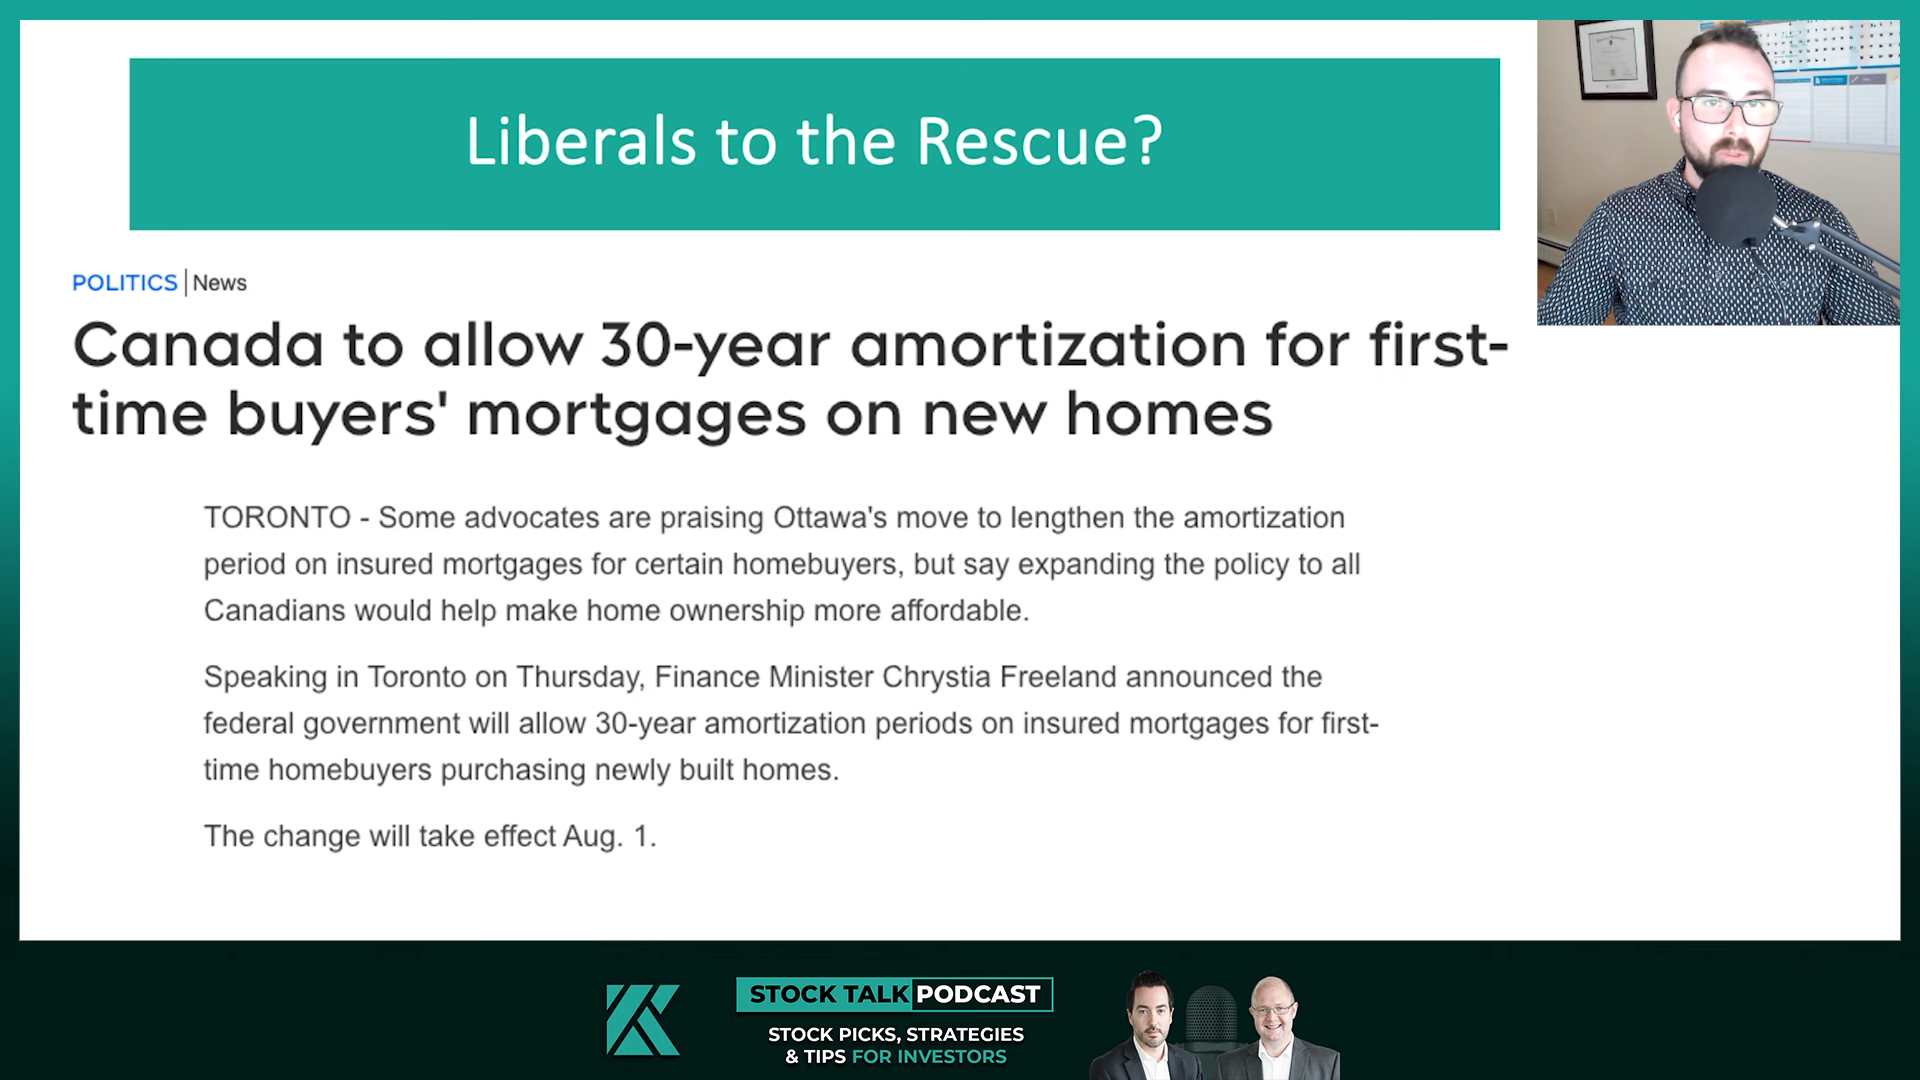 Liberals to the Rescue?
POLITICS | News
Canada to allow 30-year amortization for first-
time buyers' mortgages on new homes
TORONTO - Some advocates are praising Ottawa's move to lengthen the amortization
period on insured mortgages for certain homebuyers, but say expanding the policy to all
Canadians would help make home ownership more affordable.
Speaking in Toronto on Thursday, Finance Minister Chrystia Freeland announced the
federal government will allow 30-year amortization periods on insured mortgages for first-
time homebuyers purchasing newly built homes.
The change will take effect Aug. 1.
STOCK TALK PODCAST
STOCK PICKS, STRATEGIES
& TIPS FOR INVESTORS